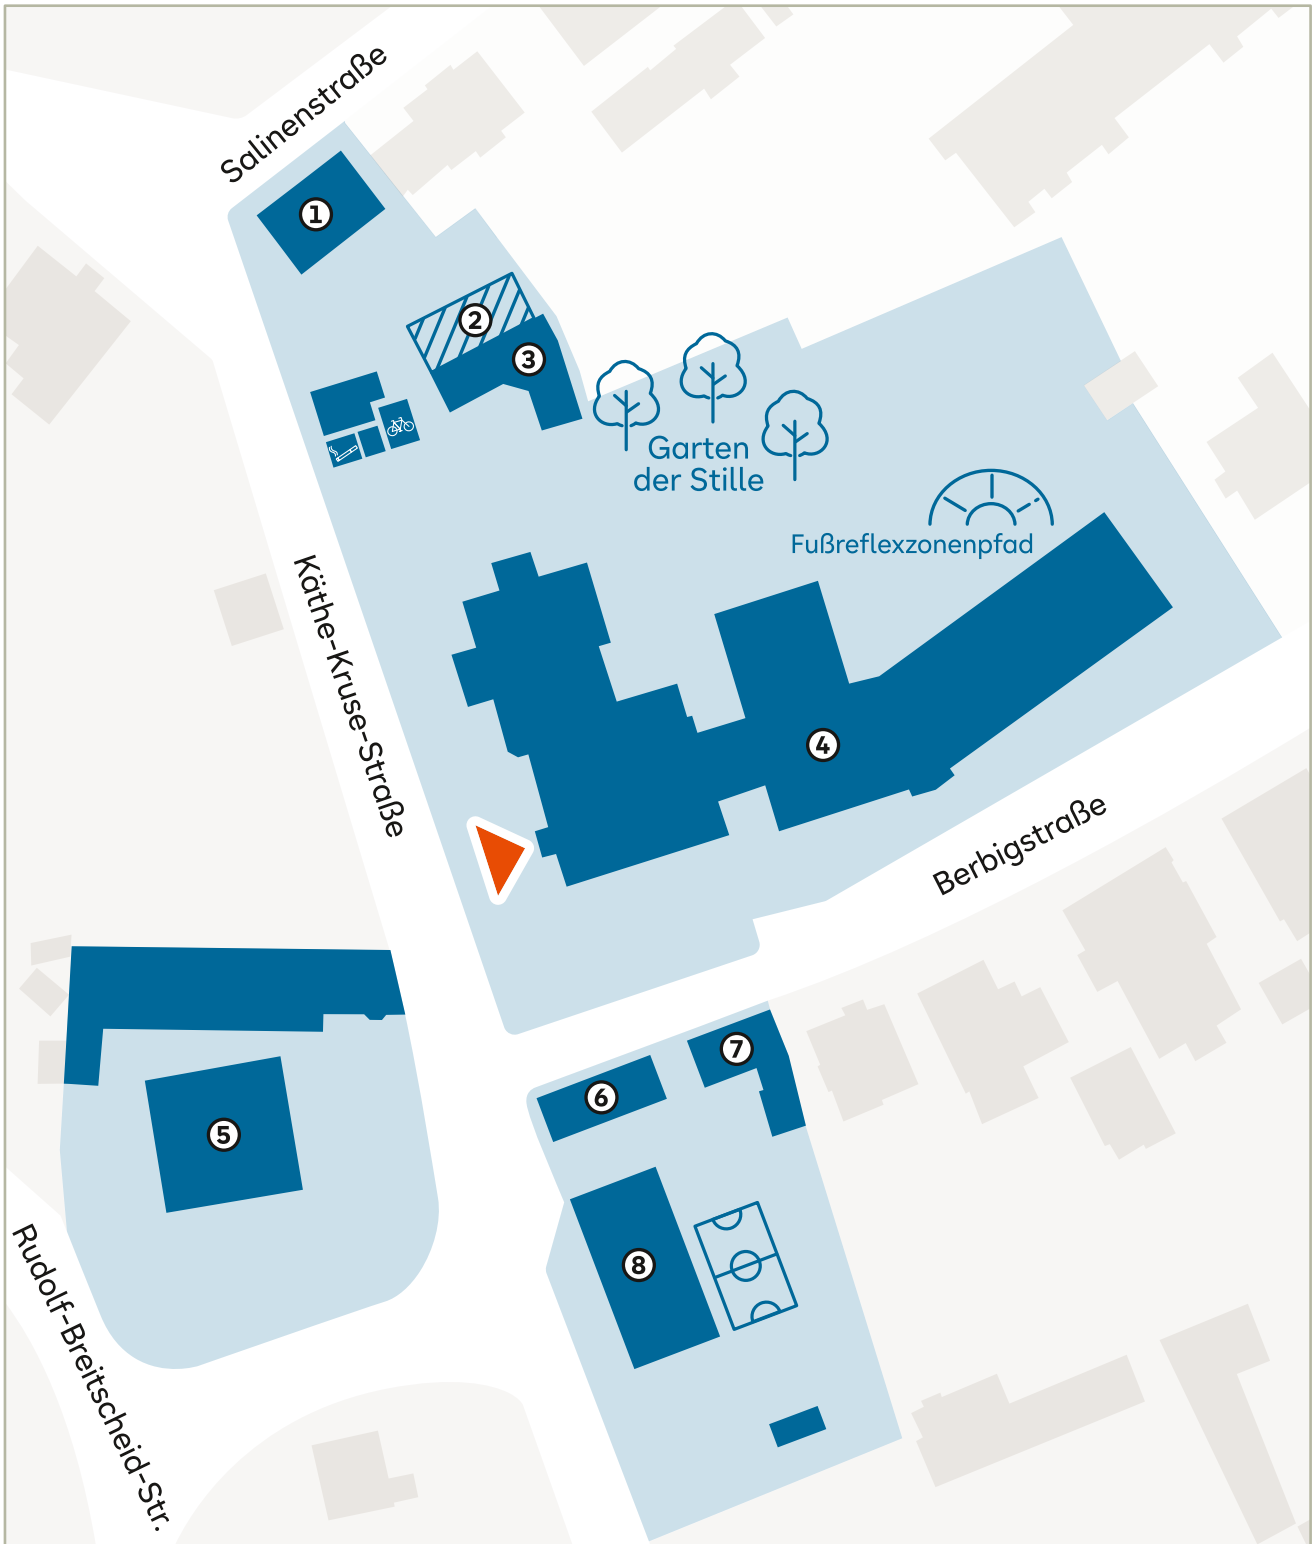 Salinenstraße
1
2
3
Garten
der Stille
Fußreflexzonenpfad
Käthe-Kruse-Straße
4
Berbigstraße
5
6
7
8
Rudolf-Breitscheid-Str.